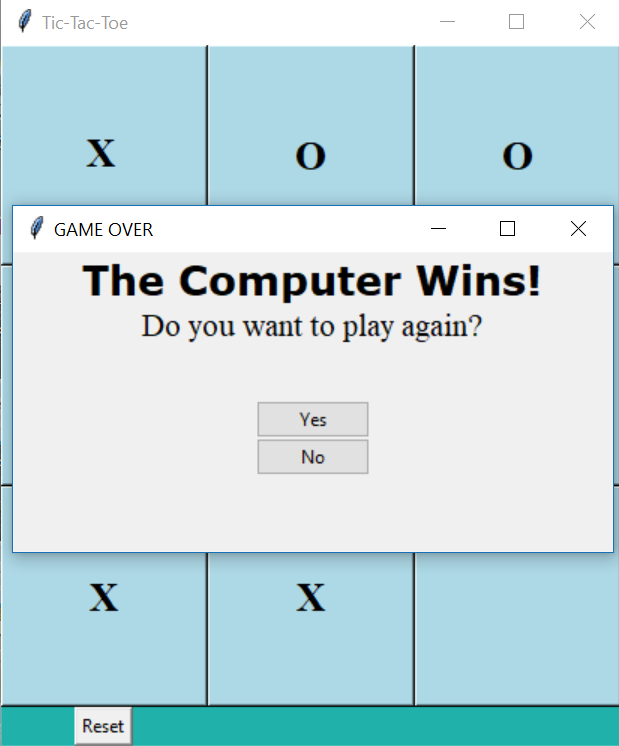 Tic-Tac-Toe
X O O
GAME OVER
The Computer Wins!
Do you want to play again?
Yes
No
X X
Reset